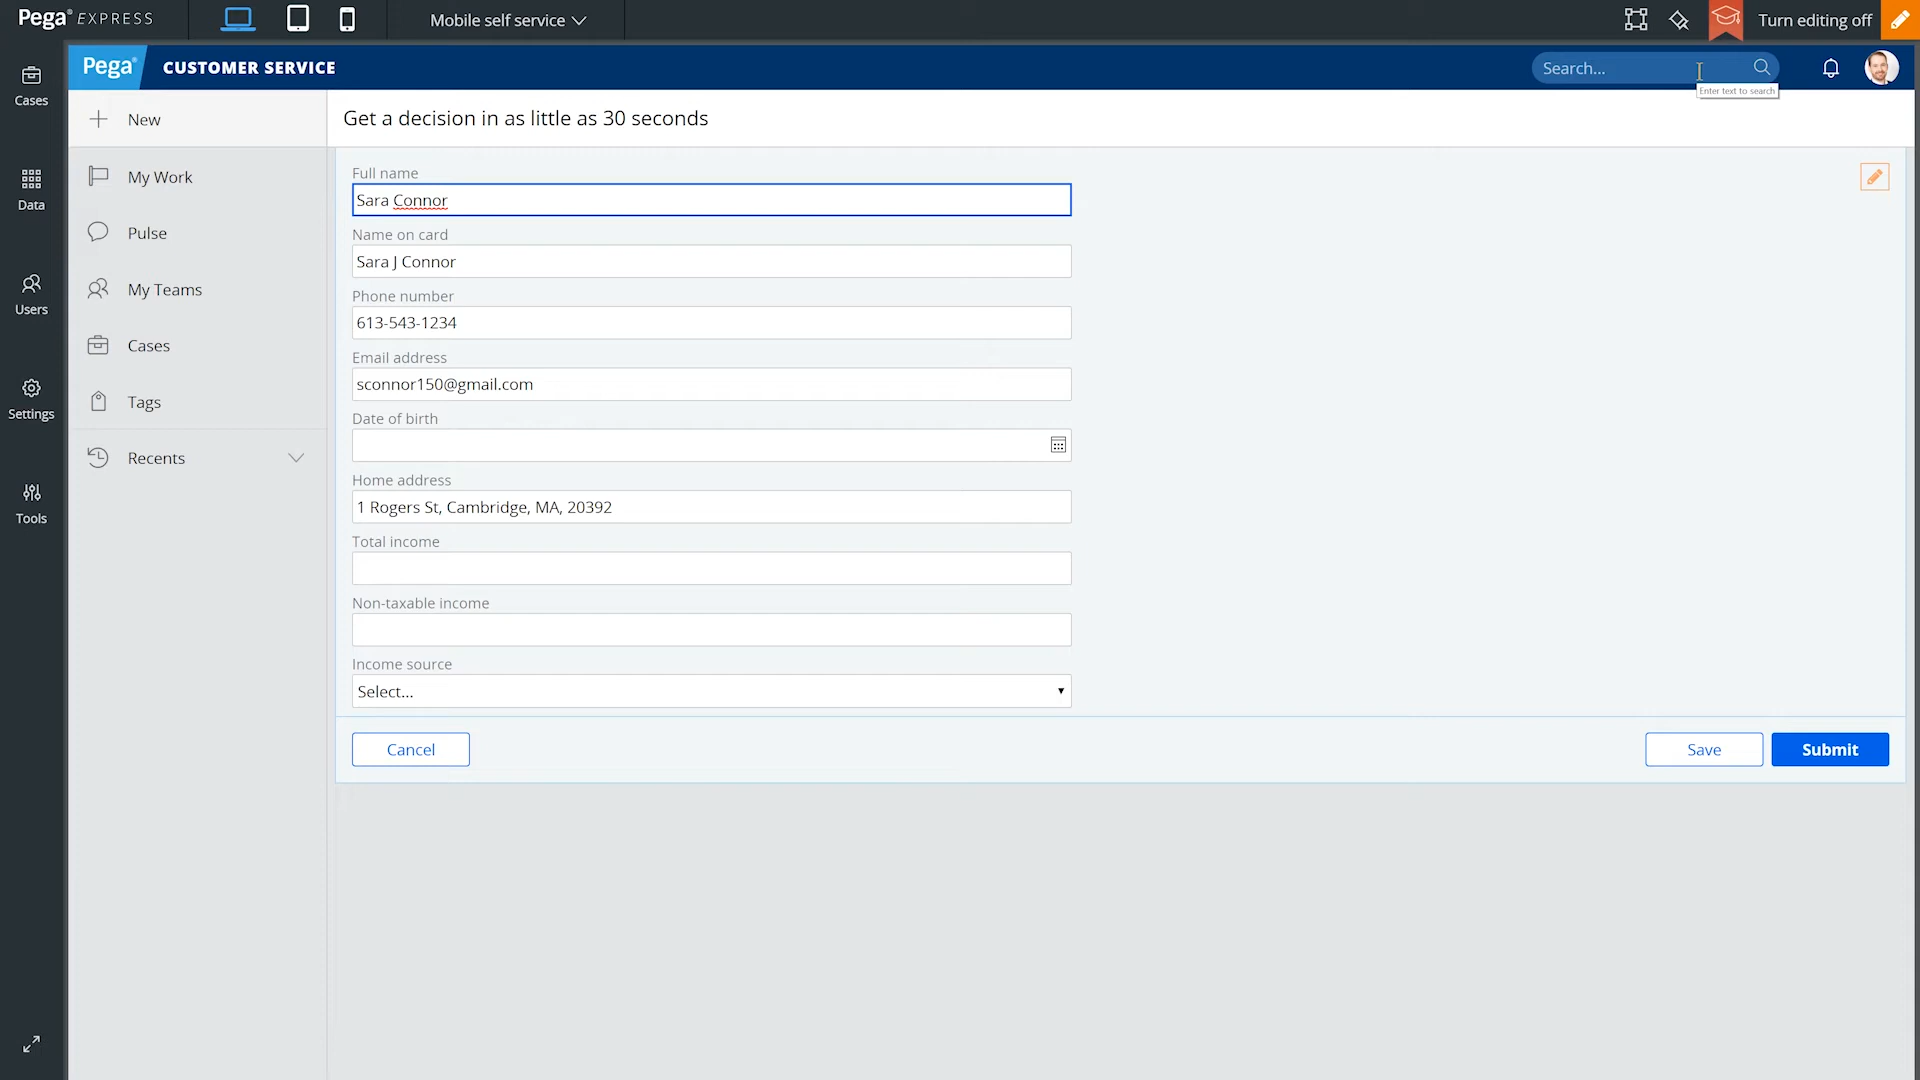 Pega® EXPRESS
Mobile self service
Turn editing off
Pega® CUSTOMER SERVICE
Search...
Enter text to search
Cases
Data
Users
Settings
Tools
New
My Work
Pulse
My Teams
Cases
Tags
Recents
Get a decision in as little as 30 seconds
Full name
Sara Connor
Name on card
Sara J Connor
Phone number
613-543-1234
Email address
sconnor150@gmail.com
Date of birth
Home address
1 Rogers St, Cambridge, MA, 20392
Total income
Non-taxable income
Income source
Select...
Cancel
Save
Submit